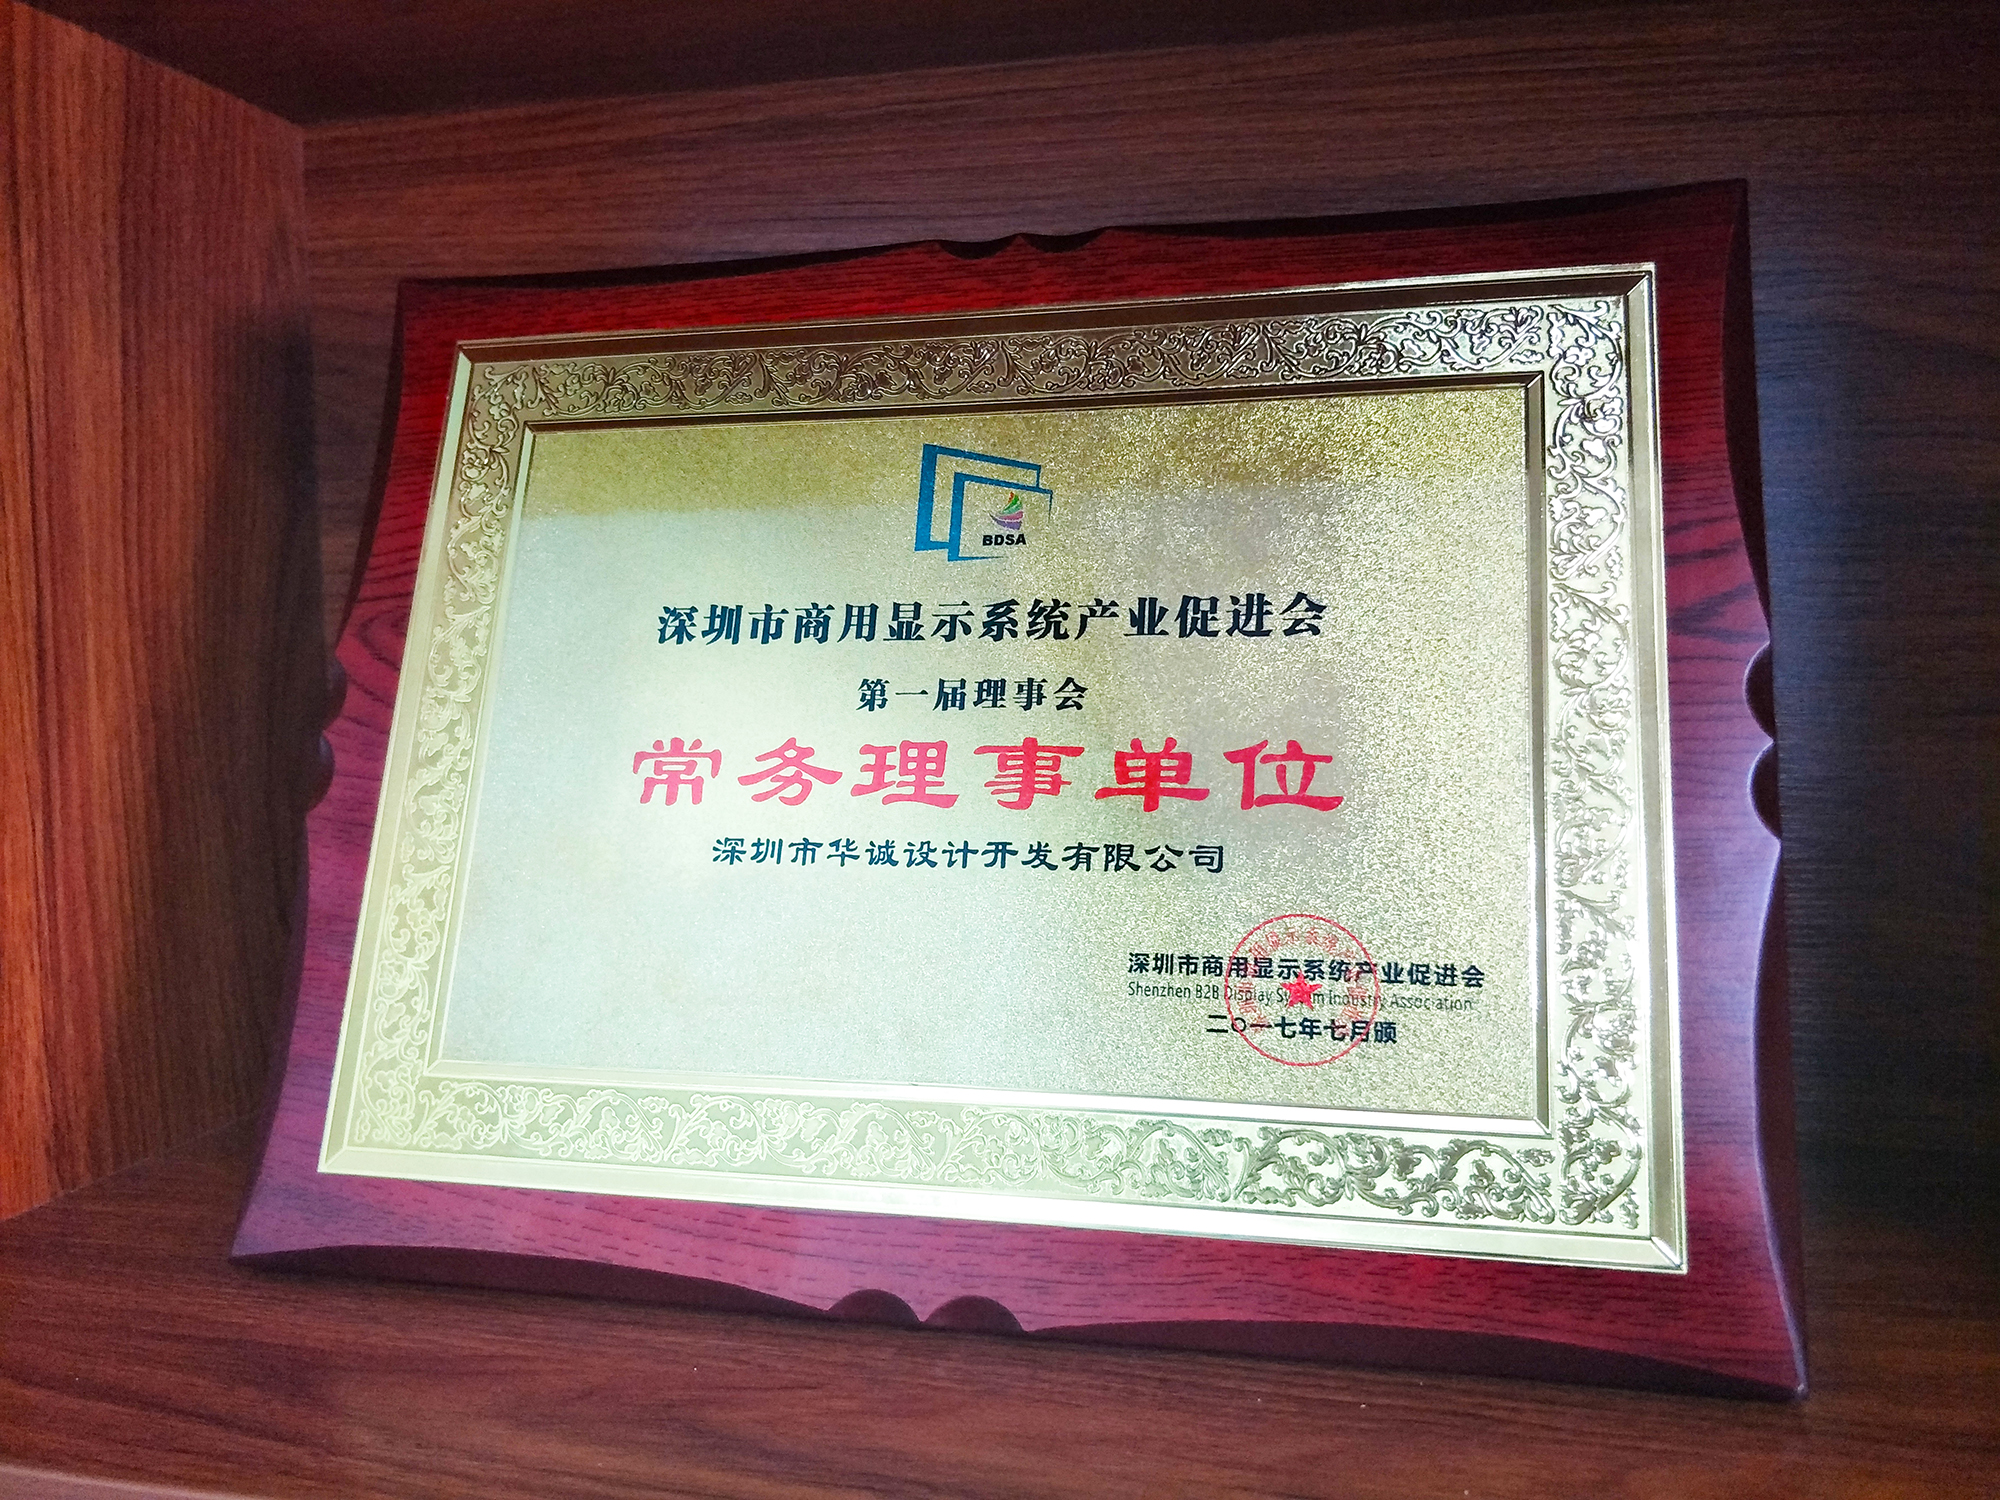 BDSA
深圳市商用显示系统产业促进会
第一届理事会
常务理事单位
深圳市华诚设计开发有限公司
深圳市商用显示系统产业促进会
Shenzhen B2B Display System Industry Association
二〇一七年七月颁